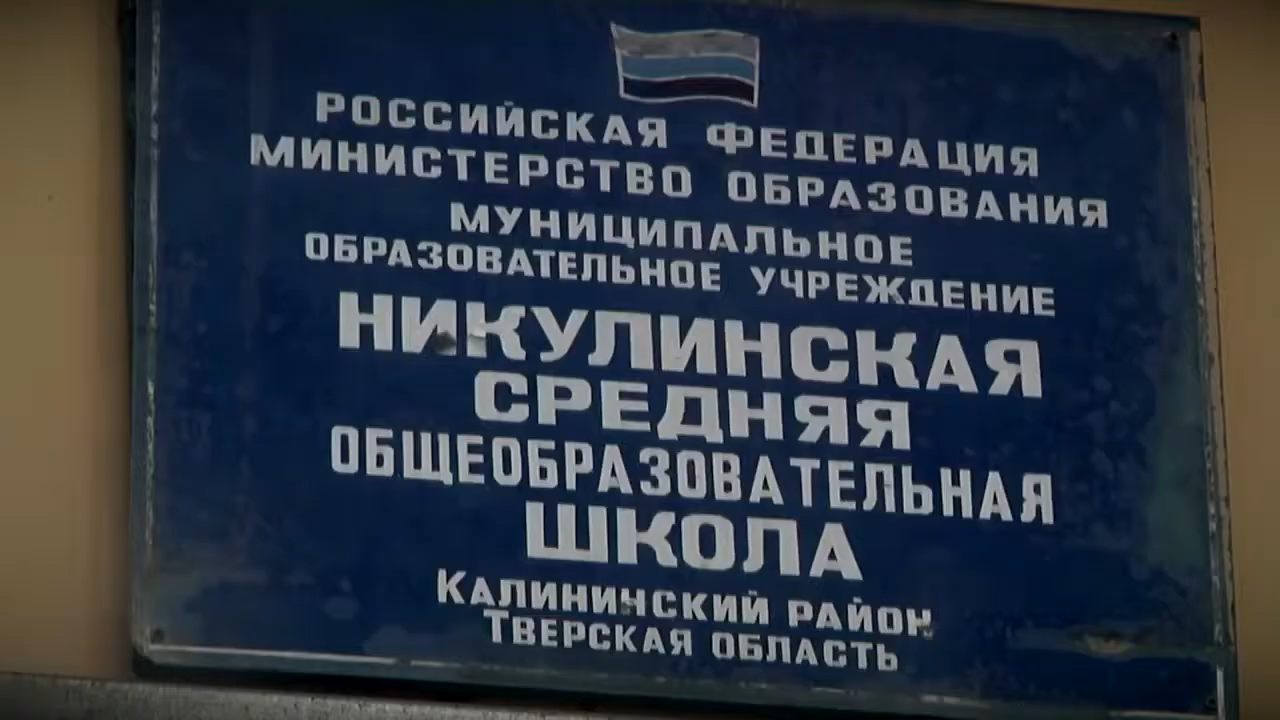 РОССИЙСКАЯ ФЕДЕРАЦИЯ
МИНИСТЕРСТВО ОБРАЗОВАНИЯ
МУНИЦИПАЛЬНОЕ
ОБРАЗОВАТЕЛЬНОЕ УЧРЕЖДЕНИЕ
НИКУЛИНСКАЯ
СРЕДНЯЯ
ОБЩЕОБРАЗОВАТЕЛЬНАЯ
ШКОЛА
КАЛИНИНСКИЙ РАЙОН
ТВЕРСКАЯ ОБЛАСТЬ